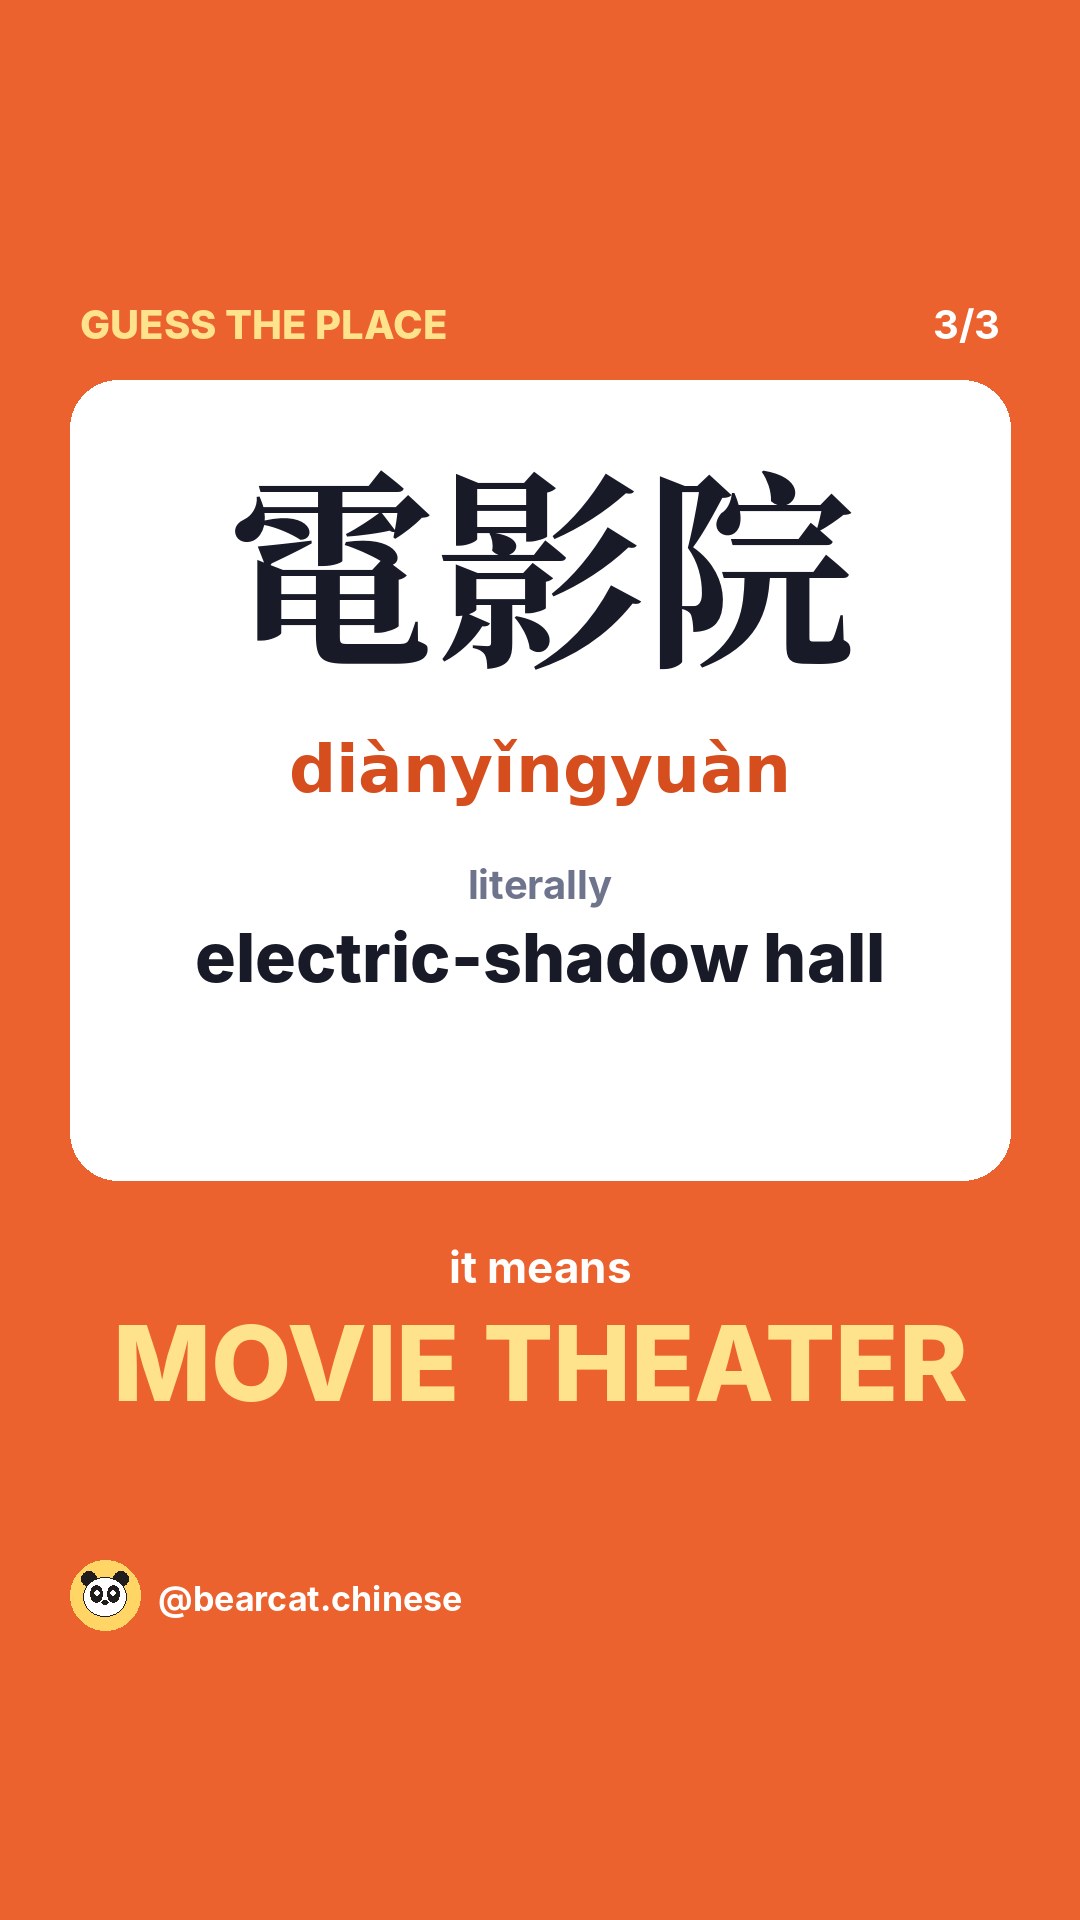 GUESS THE PLACE
3/3
電影院
diànyǐngyuàn
literally
electric-shadow hall
it means
MOVIE THEATER
@bearcat.chinese